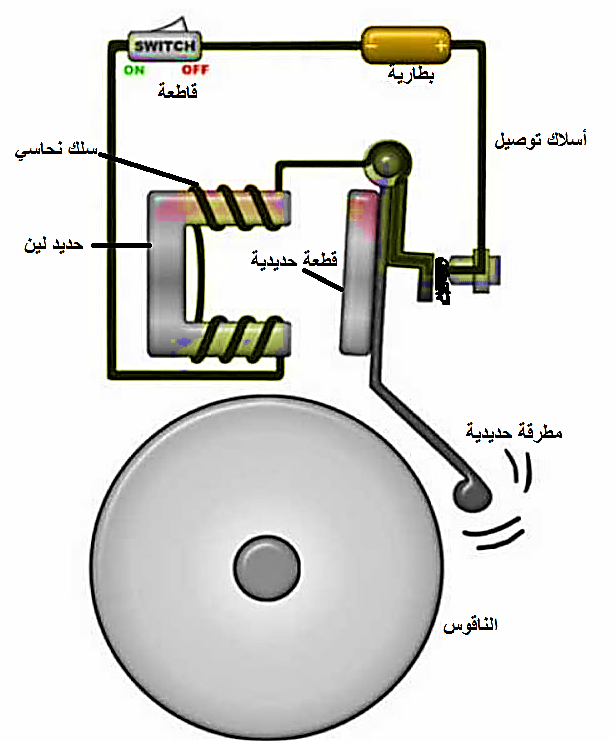 SWITCH
ON OFF
قاطعة
بطارية
أسلاك توصيل
سلك نحاسي
حديد لين
قطعة حديدية
مطرقة حديدية
الناقوس